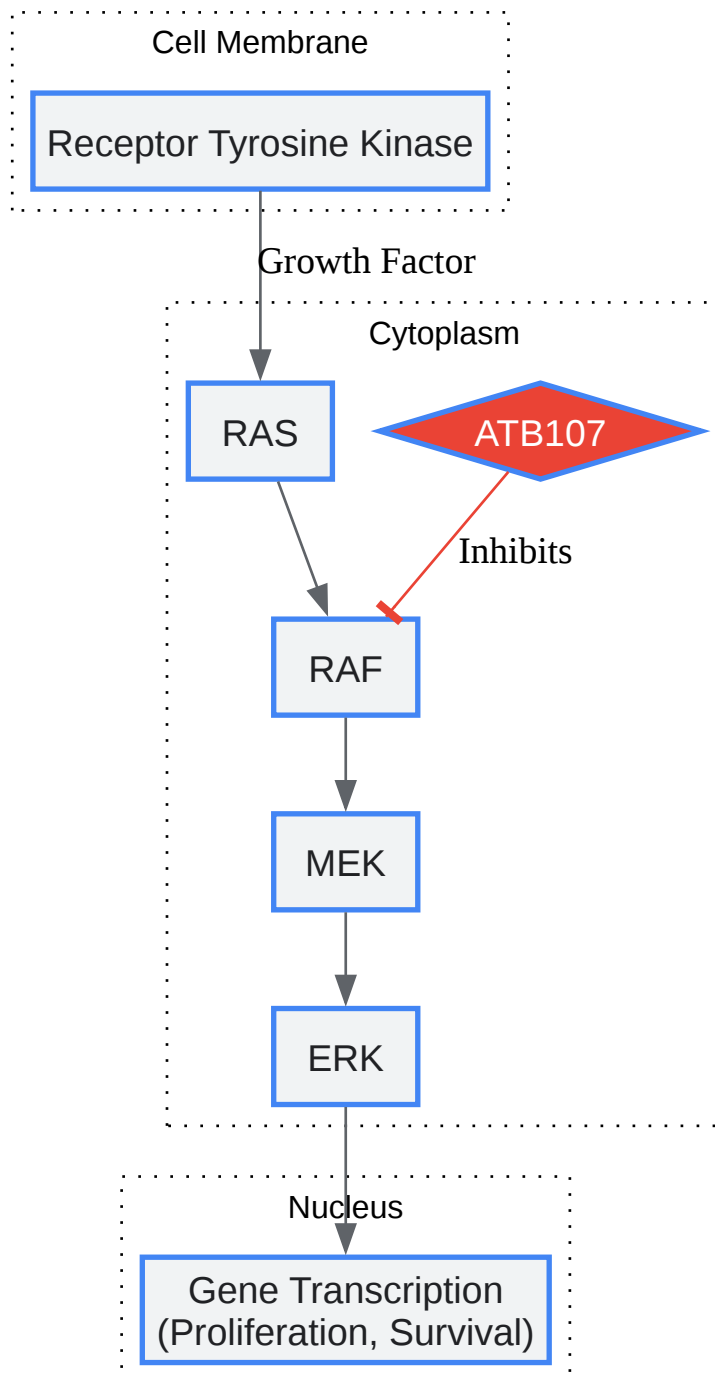 Cell Membrane
Receptor Tyrosine Kinase
Growth Factor
Cytoplasm
RAS
ATB107
Inhibits
RAF
MEK
ERK
Nucleus
Gene Transcription
(Proliferation, Survival)